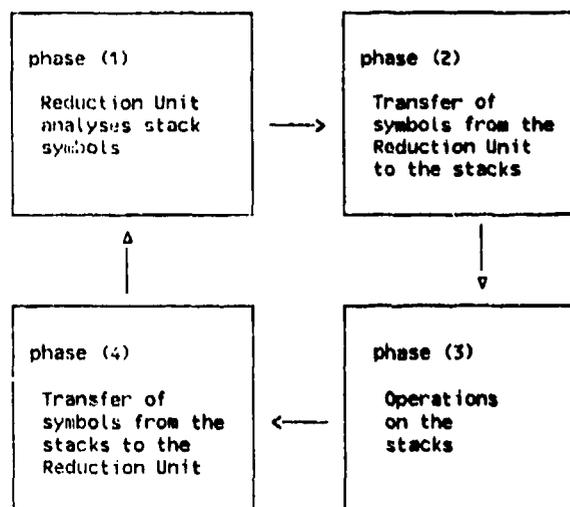 phase (1)
Reduction Unit
analyses stack
symbols
phase (2)
Transfer of
symbols from the
Reduction Unit
to the stacks
phase (4)
Transfer of
symbols from the
stacks to the
Reduction Unit
phase (3)
Operations
on the
stacks